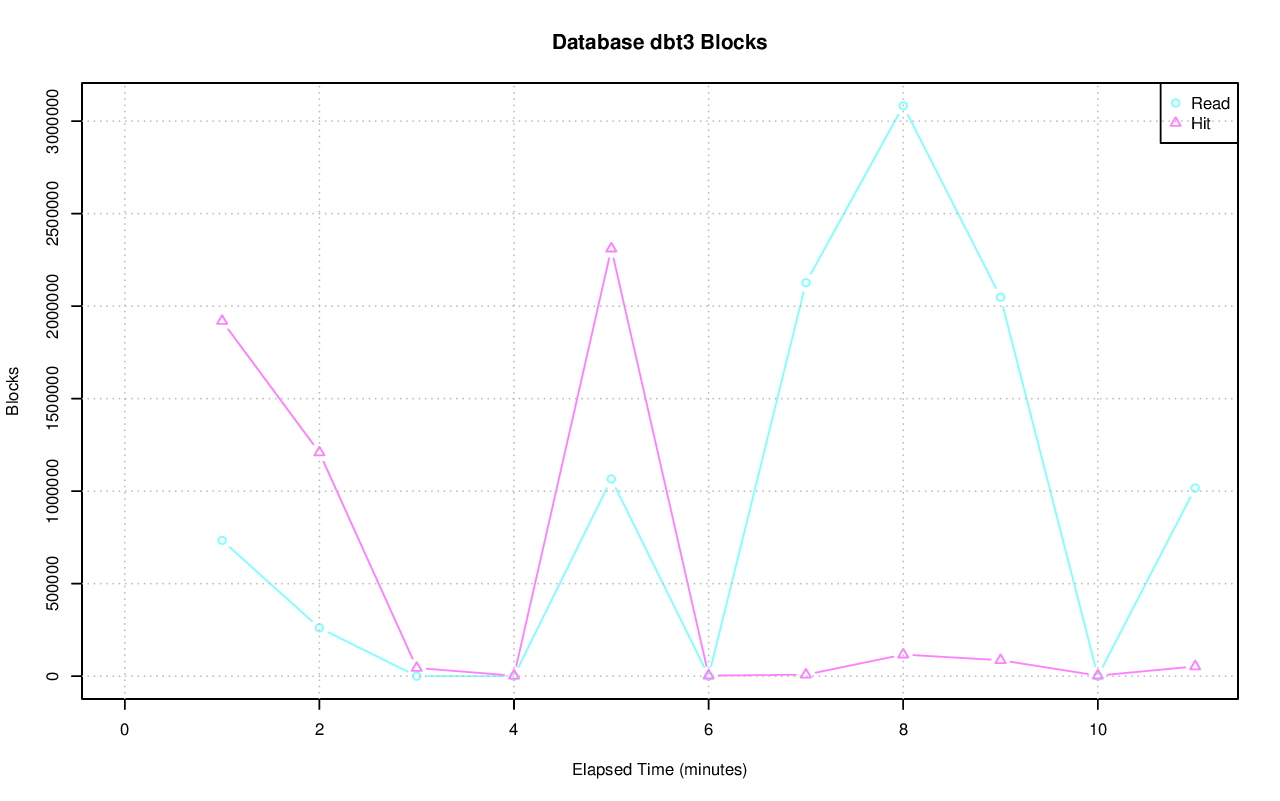 Database dbt3 Blocks
Read
Hit
3000000
2500000
2000000
1500000
1000000
500000
0
Blocks
0 2 4 6 8 10
Elapsed Time (minutes)